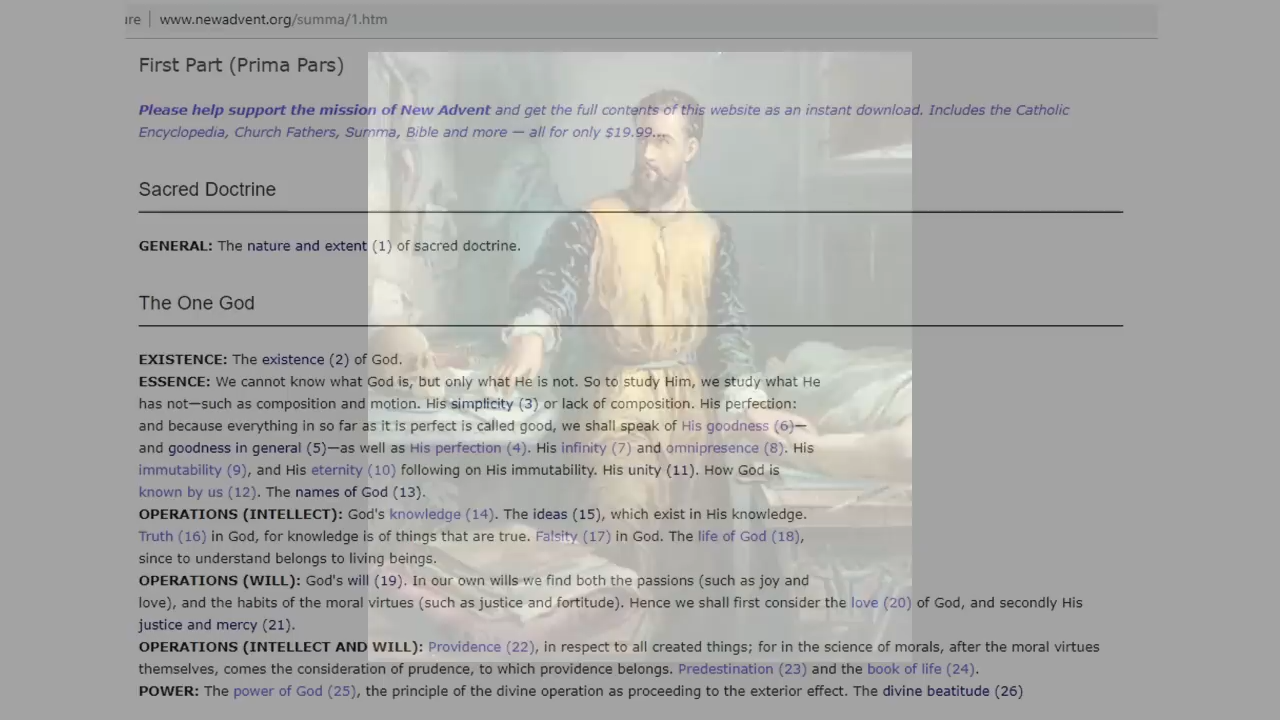 ire www.newadvent.org/summa/1.htm
First Part (Prima Pars)
Please help support the mission of New Advent and get the full contents of this website as an instant download. Includes the Catholic
Encyclopedia, Church Fathers, Summa, Bible and more — all for only $19.99...
Sacred Doctrine
GENERAL: The nature and extent (1) of sacred doctrine.
The One God
EXISTENCE: The existence (2) of God.
ESSENCE: We cannot know what God is, but only what He is not. So to study Him, we study what He
has not—such as composition and motion. His simplicity (3) or lack of composition. His perfection:
and because everything in so far as it is perfect is called good, we shall speak of His goodness (6)—
and goodness in general (5)—as well as His perfection (4). His infinity (7) and omnipresence (8). His
immutability (9), and His eternity (10) following on His immutability. His unity (11). How God is
known by us (12). The names of God (13).
OPERATIONS (INTELLECT): God's knowledge (14). The ideas (15), which exist in His knowledge.
Truth (16) in God, for knowledge is of things that are true. Falsity (17) in God. The life of God (18),
since to understand belongs to living beings.
OPERATIONS (WILL): God's will (19). In our own wills we find both the passions (such as joy and
love), and the habits of the moral virtues (such as justice and fortitude). Hence we shall first consider the love (20) of God, and secondly His
justice and mercy (21).
OPERATIONS (INTELLECT AND WILL): Providence (22), in respect to all created things; for in the science of morals, after the moral virtues
themselves, comes the consideration of prudence, to which providence belongs. Predestination (23) and the book of life (24).
POWER: The power of God (25), the principle of the divine operation as proceeding to the exterior effect. The divine beatitude (26)